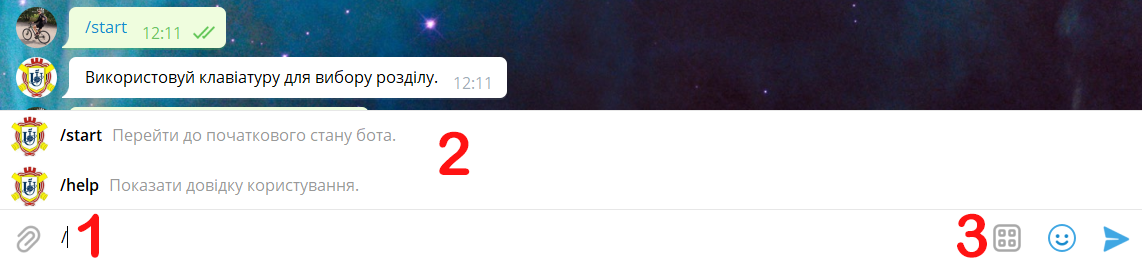 /start 12:11
Використовуй клавіатуру для вибору розділу. 12:11
/start Перейти до початкового стану бота.
2
/help Показати довідку користування.
/ 1 3